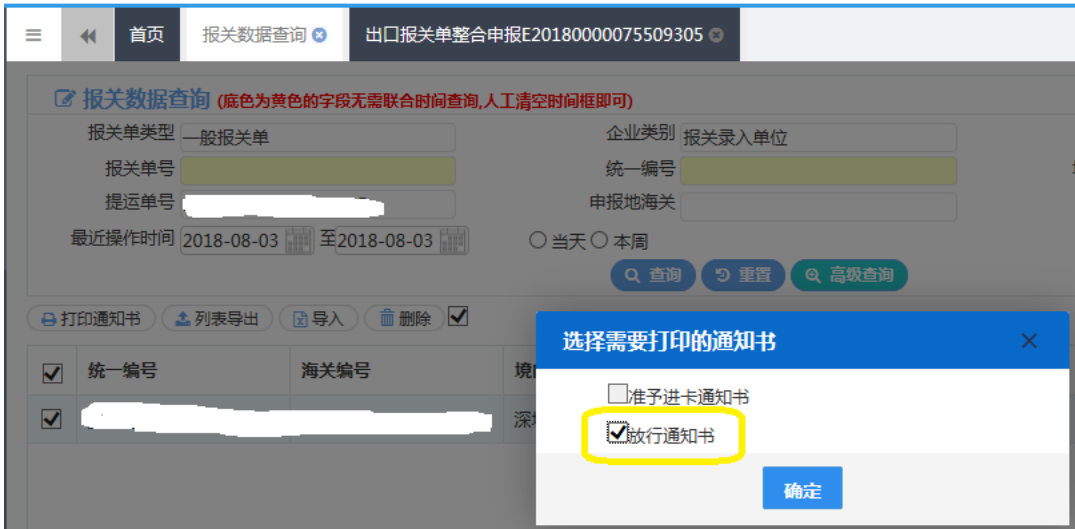 首页 报关数据查询 出口报关单整合申报E20180000075509305
报关数据查询 (底色为黄色的字段无需联合时间查询,人工清空时间框即可)
报关单类型 一般报关单 企业类别 报关录入单位
报关单号 统一编号
提运单号 申报地海关
最近操作时间 2018-08-03 至 2018-08-03 当天 本周
查询 重置 高级查询
打印通知书 列表导出 导入 删除
选择需要打印的通知书
统一编号 海关编号 境
准予进卡通知书
深
放行通知书
确定